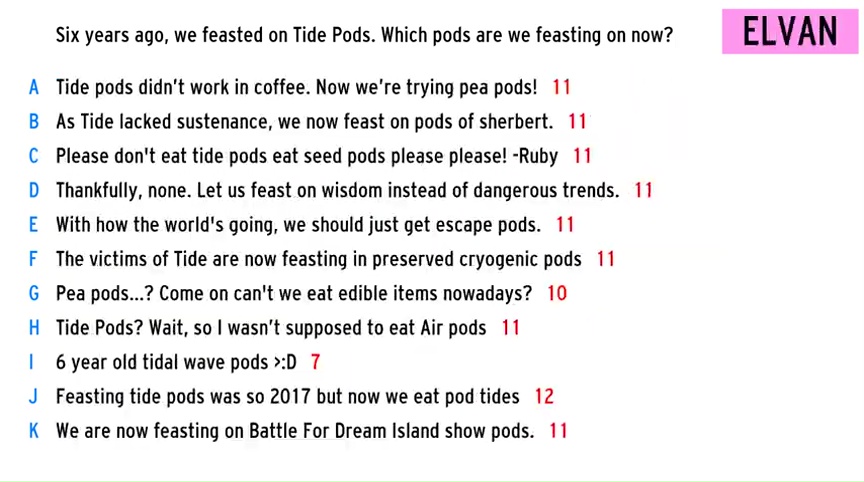 Six years ago, we feasted on Tide Pods. Which pods are we feasting on now?
ELVAN
A Tide pods didn't work in coffee. Now we're trying pea pods! 11
B As Tide lacked sustenance, we now feast on pods of sherbert. 11
C Please don't eat tide pods eat seed pods please please! -Ruby 11
D Thankfully, none. Let us feast on wisdom instead of dangerous trends. 11
E With how the world's going, we should just get escape pods. 11
F The victims of Tide are now feasting in preserved cryogenic pods 11
G Pea pods...? Come on can't we eat edible items nowadays? 10
H Tide Pods? Wait, so I wasn't supposed to eat Air pods 11
I 6 year old tidal wave pods >:D 7
J Feasting tide pods was so 2017 but now we eat pod tides 12
K We are now feasting on Battle For Dream Island show pods. 11